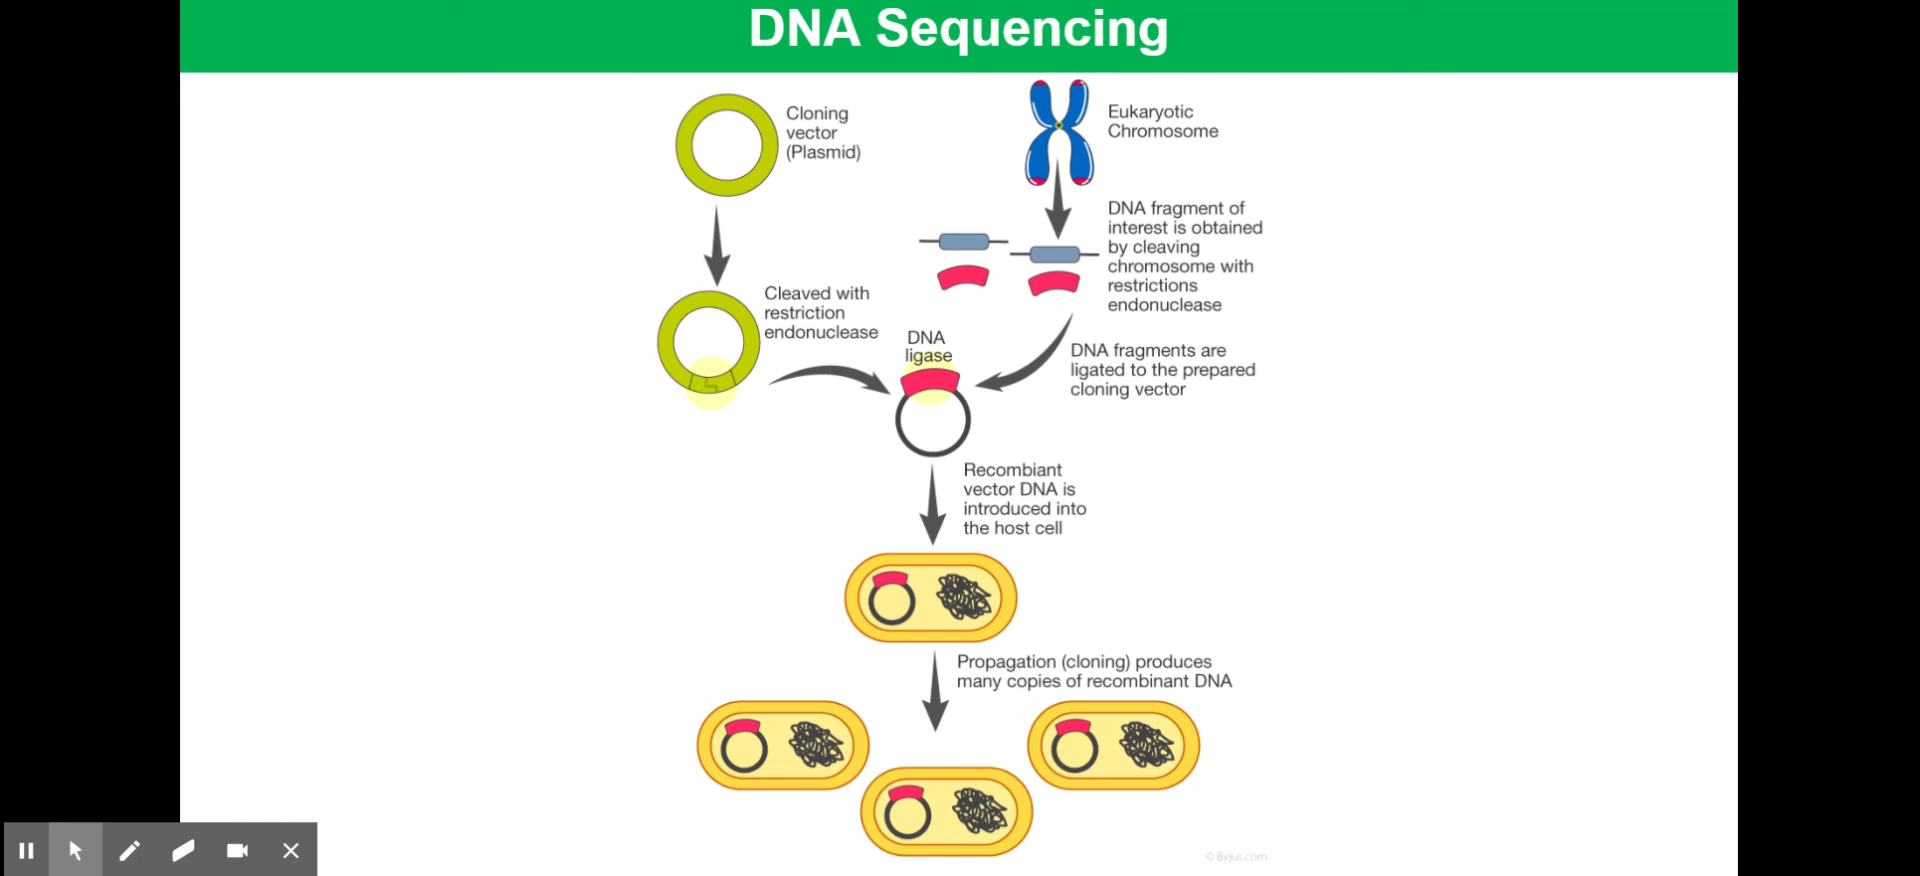 DNA Sequencing
Cloning
vector
(Plasmid)
Eukaryotic
Chromosome
DNA fragment of
interest is obtained
by cleaving
chromosome with
restrictions
endonuclease
Cleaved with
restriction
endonuclease
DNA
ligase
DNA fragments are
ligated to the prepared
cloning vector
Recombiant
vector DNA is
introduced into
the host cell
Propagation (cloning) produces
many copies of recombinant DNA
© Byjus.com